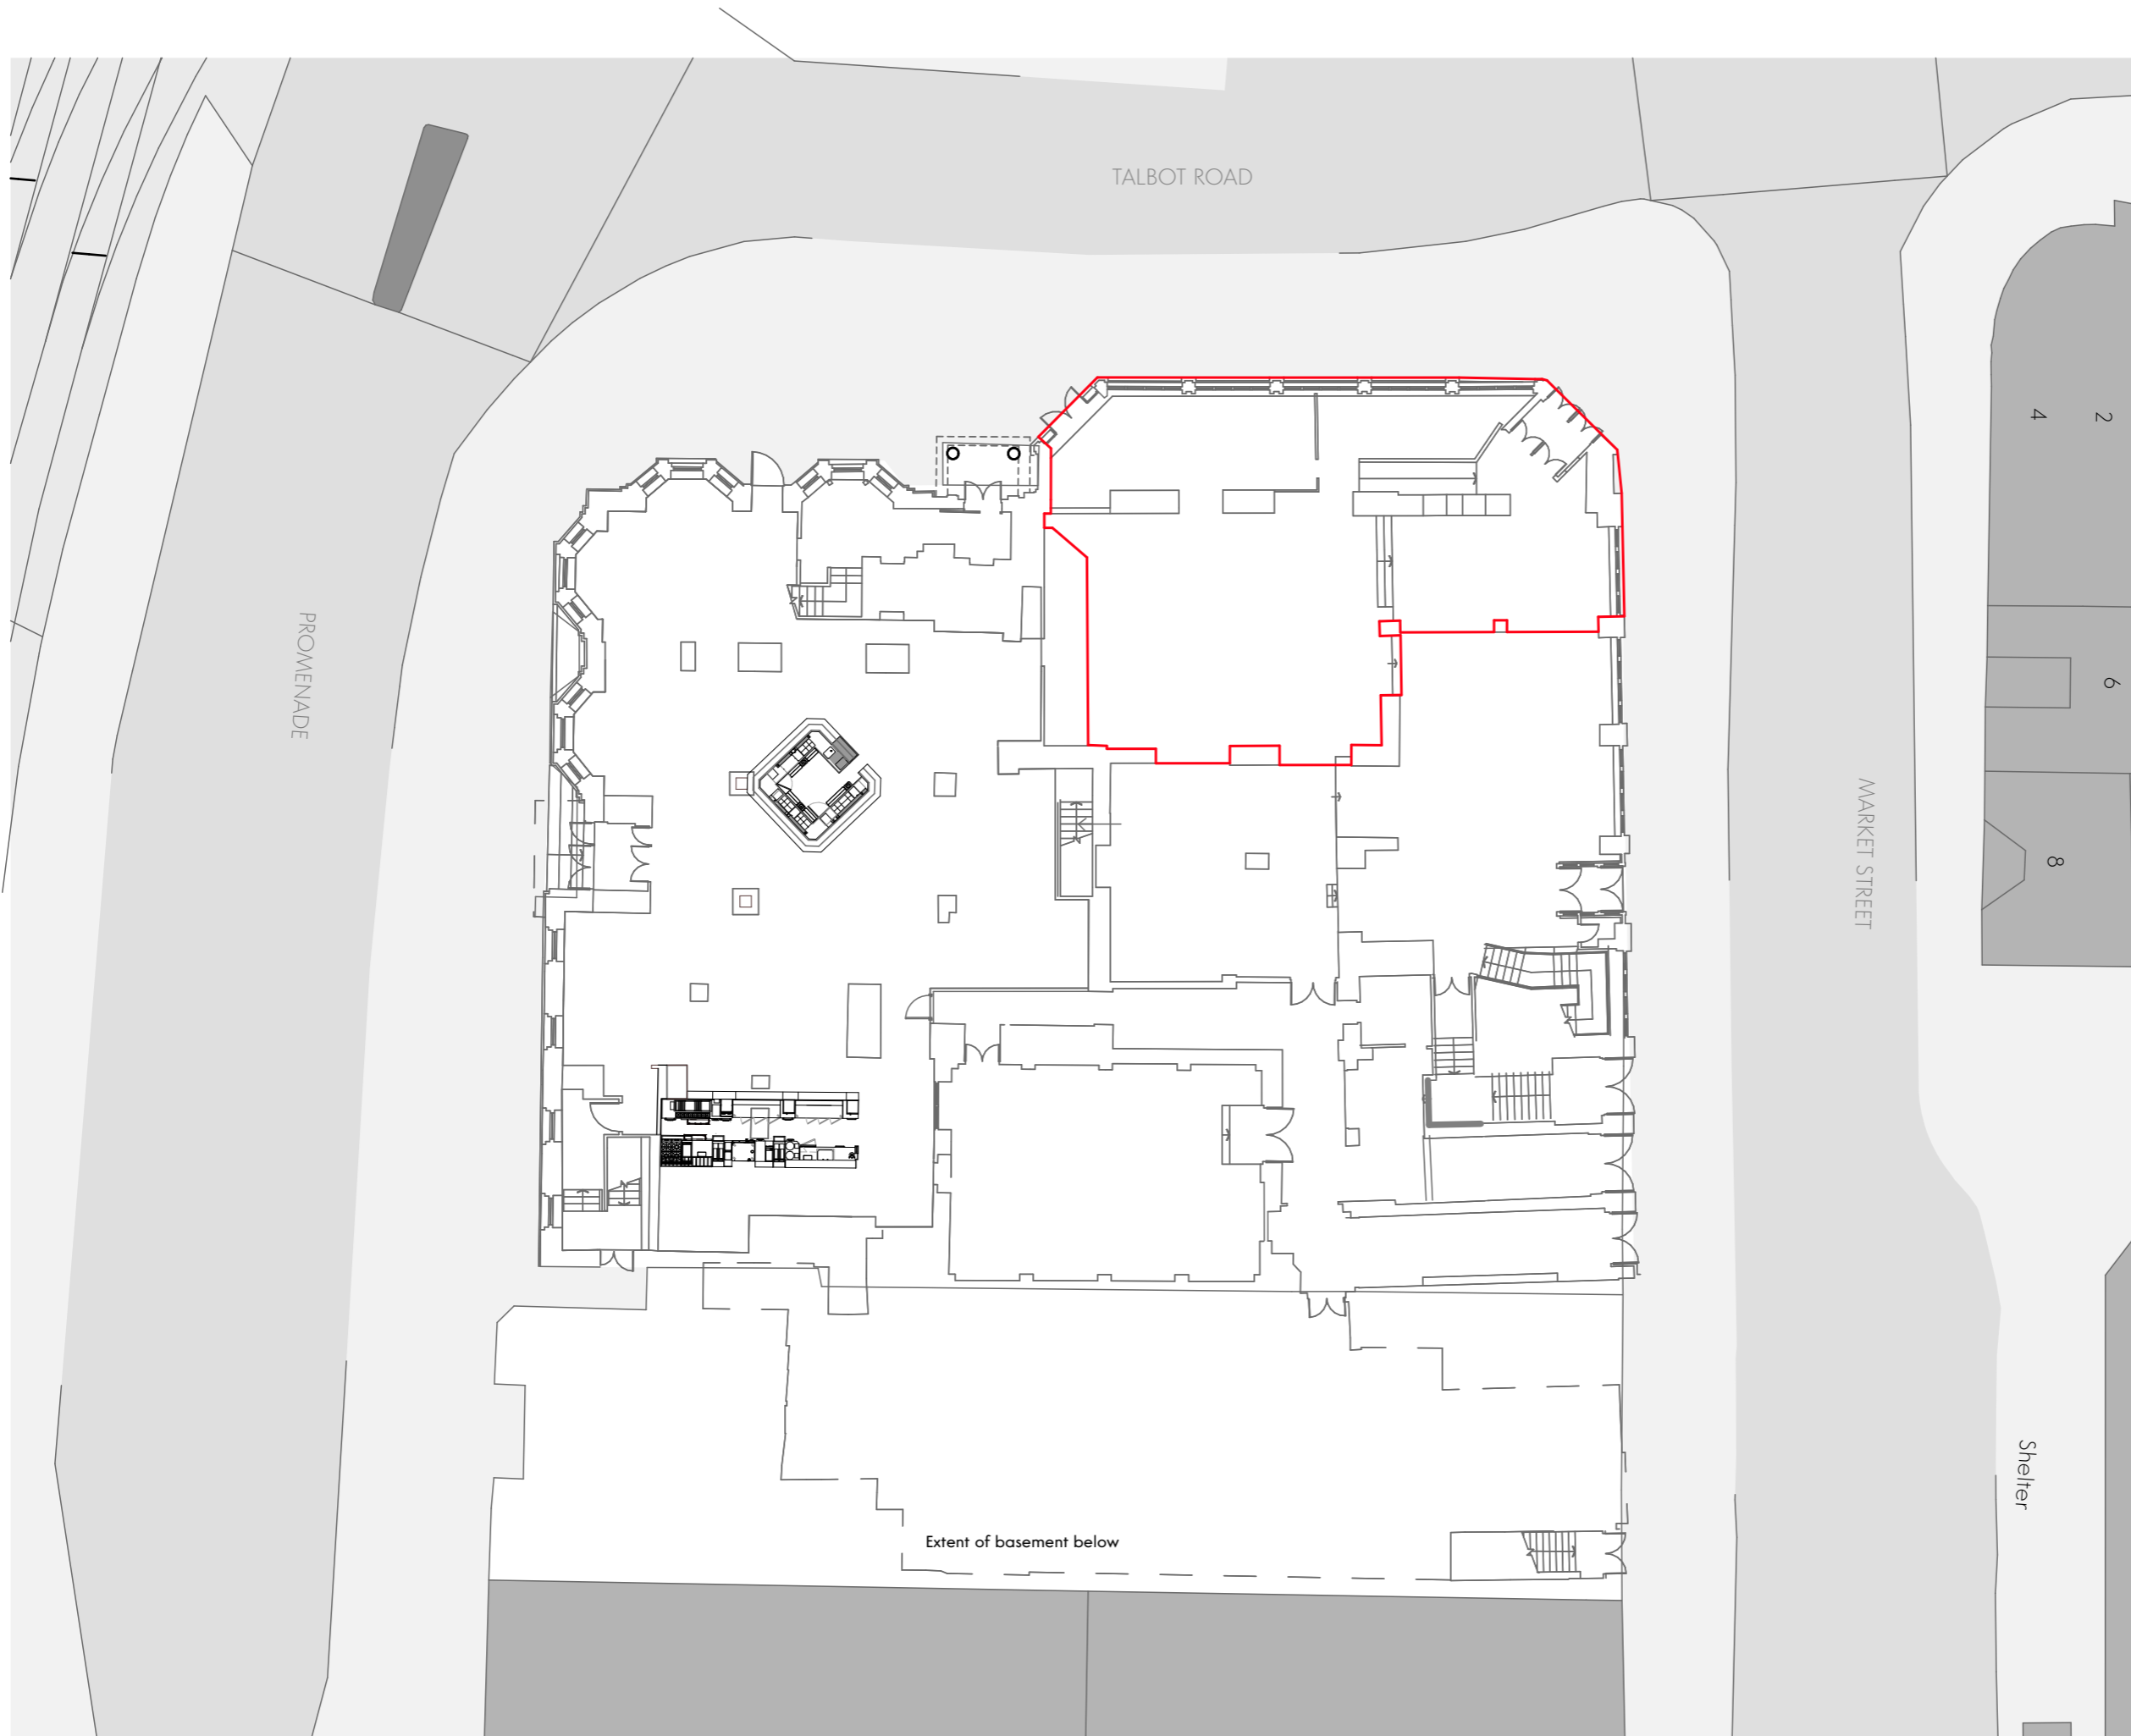 TALBOT ROAD
2
4
PROMENADE
6
MARKET STREET
8
Shelter
Extent of basement below